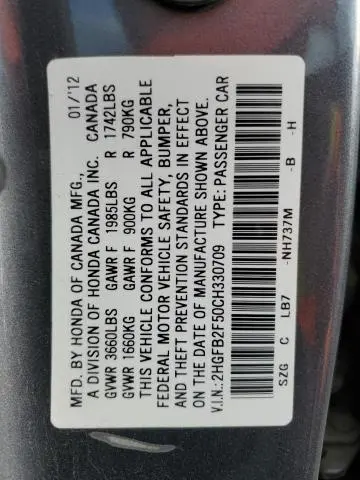 MFD. BY HONDA OF CANADA MFG., 01/'12
A DIVISION OF HONDA CANADA INC. CANADA
GVWR 3660LBS GAWR F 1985LBS R 1742LBS
GVWR 1660KG GAWR F 900KG R 790KG
THIS VEHICLE CONFORMS TO ALL APPLICABLE
FEDERAL MOTOR VEHICLE SAFETY, BUMPER,
AND THEFT PREVENTION STANDARDS IN EFFECT
ON THE DATE OF MANUFACTURE SHOWN ABOVE.
V.I.N.: 2HGFB2F50CH330709 TYPE: PASSENGER CAR
SZG C LB7 -NH737M -B -H